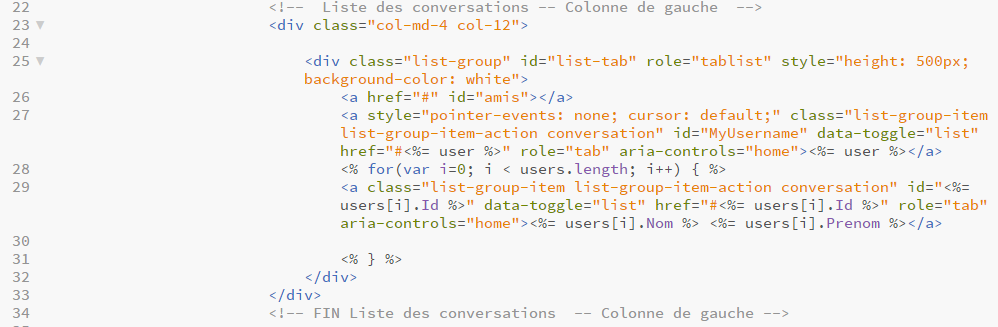 22 <!--  Liste des conversations -- Colonne de gauche  -->
23 ▼ <div class="col-md-4 col-12">
24
25 ▼ <div class="list-group" id="list-tab" role="tablist" style="height: 500px;
background-color: white">
26 <a href="#" id="amis"></a>
27 <a style="pointer-events: none; cursor: default;" class="list-group-item
list-group-item-action conversation" id="MyUsername" data-toggle="list"
href="#<%= user %>" role="tab" aria-controls="home"><%= user %></a>
28 <% for(var i=0; i < users.length; i++) { %>
29 <a class="list-group-item list-group-item-action conversation" id="<%=
users[i].Id %>" data-toggle="list" href="#<%= users[i].Id %>" role="tab"
aria-controls="home"><%= users[i].Nom %> <%= users[i].Prenom %></a>
30
31 <% } %>
32 </div>
33 </div>
34 <!-- FIN Liste des conversations  -- Colonne de gauche -->